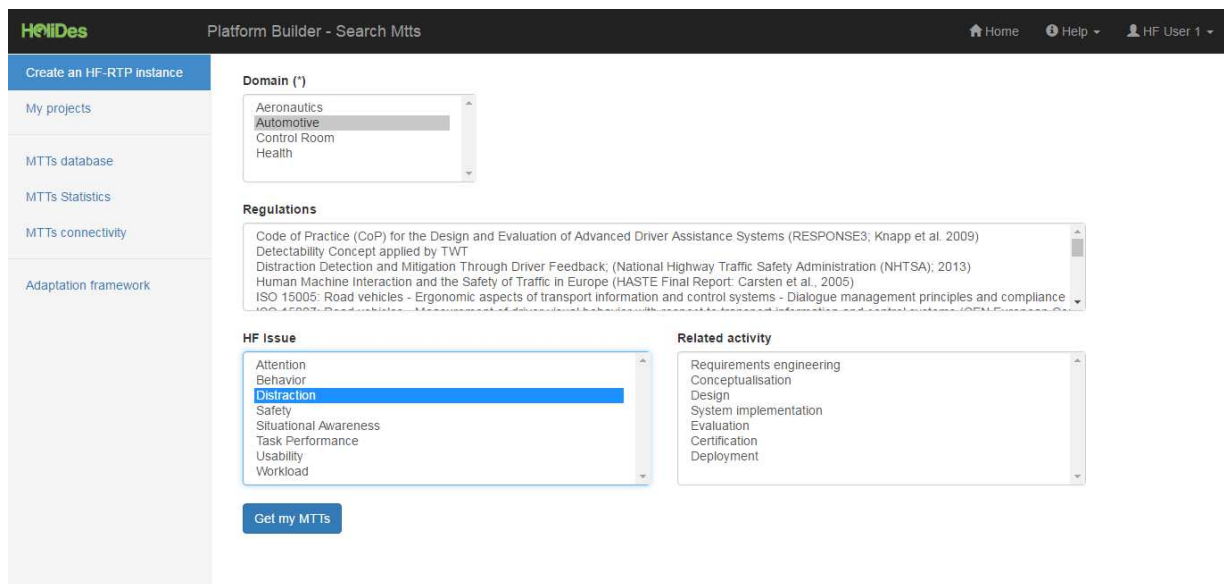 HoliDes
Platform Builder - Search Mtts
Home
Help
HF User 1
Create an HF-RTP instance
My projects
MTTs database
MTTs Statistics
MTTs connectivity
Adaptation framework
Domain (*)
Aeronautics
Automotive
Control Room
Health
Regulations
Code of Practice (CoP) for the Design and Evaluation of Advanced Driver Assistance Systems (RESPONSE3; Knapp et al. 2009)
Detectability Concept applied by TWT
Distraction Detection and Mitigation Through Driver Feedback; (National Highway Traffic Safety Administration (NHTSA); 2013)
Human Machine Interaction and the Safety of Traffic in Europe (HASTE Final Report: Carsten et al., 2005)
ISO 15005: Road vehicles - Ergonomic aspects of transport information and control systems - Dialogue management principles and compliance
HF Issue
Attention
Behavior
Distraction
Safety
Situational Awareness
Task Performance
Usability
Workload
Related activity
Requirements engineering
Conceptualisation
Design
System implementation
Evaluation
Certification
Deployment
Get my MTTs